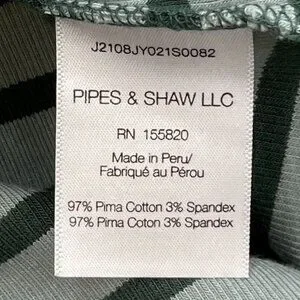 J2108JY021S0082
PIPES & SHAW LLC
RN 155820
Made in Peru/
Fabriqué au Pérou
97% Pima Cotton 3% Spandex
97% Pima Cotton 3% Spandex